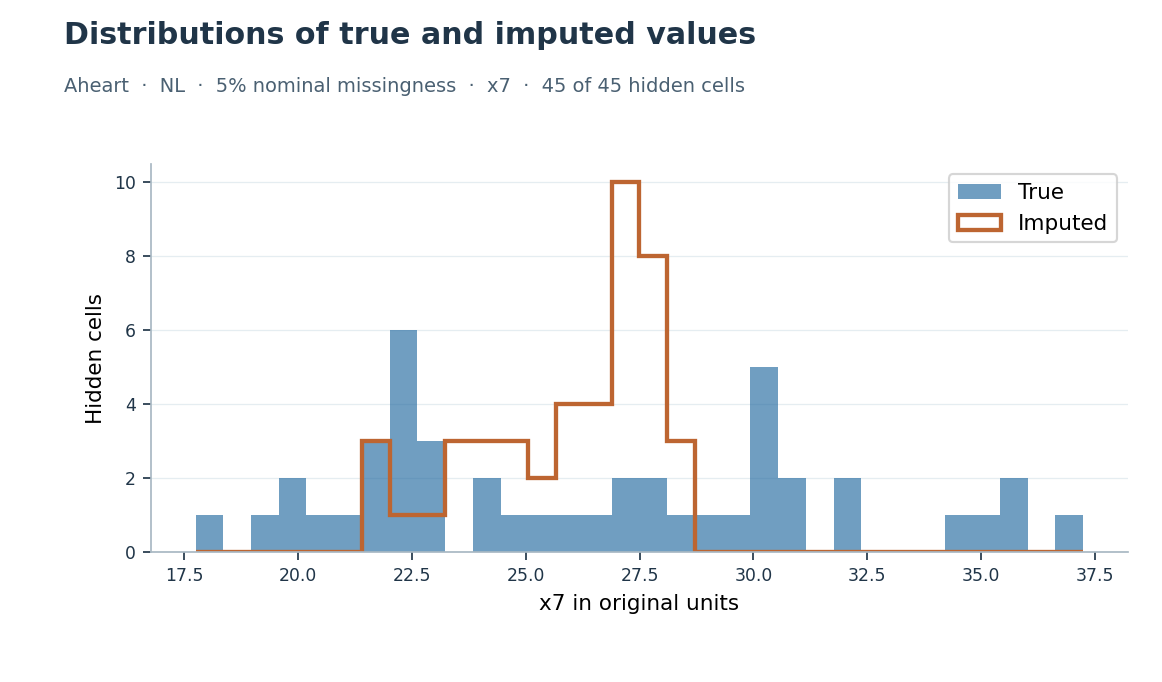 Distributions of true and imputed values
Aheart · NL · 5% nominal missingness · x7 · 45 of 45 hidden cells
True
Imputed
Hidden cells
10
8
6
4
2
0
17.5 20.0 22.5 25.0 27.5 30.0 32.5 35.0 37.5
x7 in original units